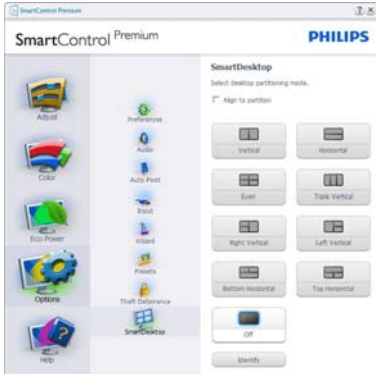 SmartControl Premium
SmartControl Premium
PHILIPS
Adjust
Color
Eco Power
Options
Help
Preferences
Audio
Auto Pivot
Input
Wizard
Presets
Theft Deterrence
SmartDesktop
SmartDesktop
Select desktop partitioning mode.
Align to partition
Vertical
Horizontal
Even
Triple Vertical
Right Vertical
Left Vertical
Bottom Horizontal
Top Horizontal
Off
Identify